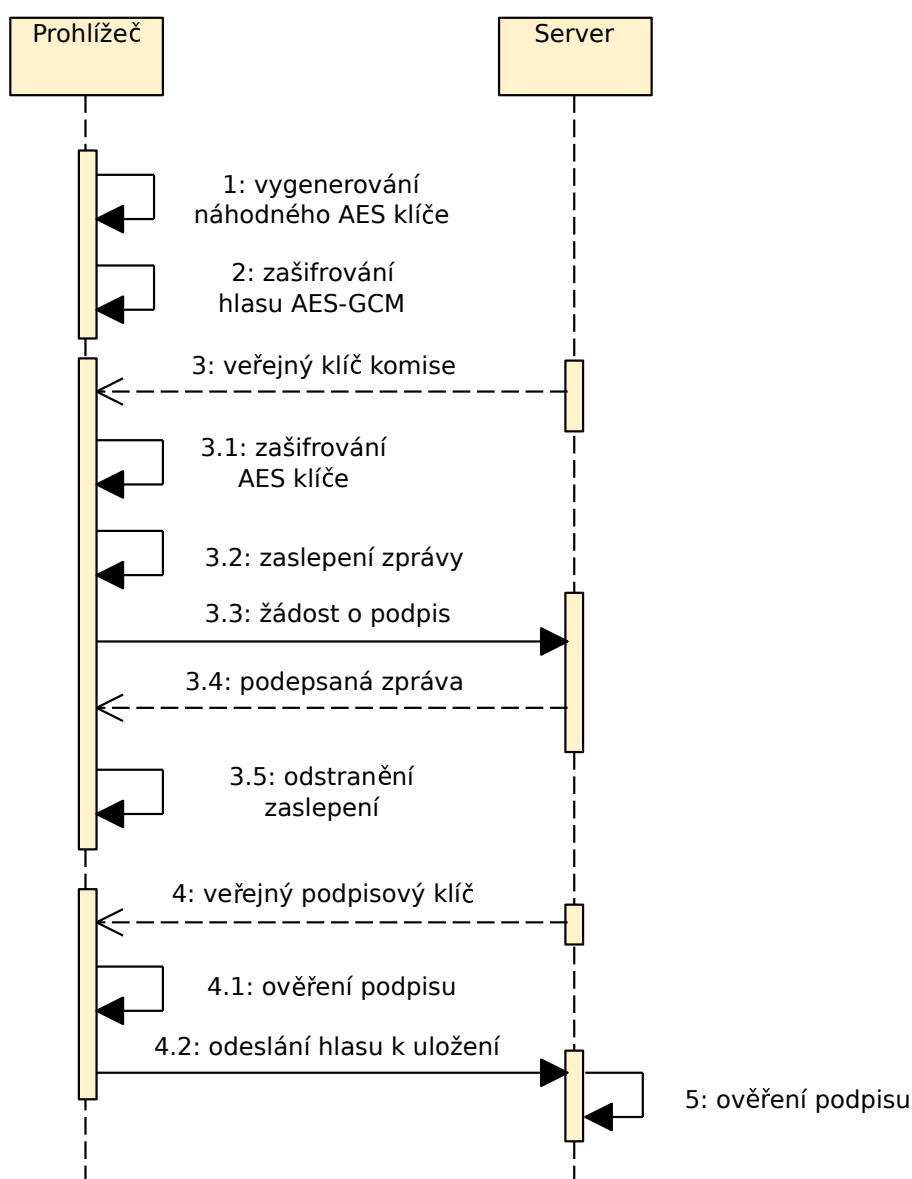 Prohlížeč
Server
1: vygenerování
náhodného AES klíče
2: zašifrování
hlasu AES-GCM
3: veřejný klíč komise
3.1: zašifrování
AES klíče
3.2: zaslepení zprávy
3.3: žádost o podpis
3.4: podepsaná zpráva
3.5: odstranění
zaslepení
4: veřejný podpisový klíč
4.1: ověření podpisu
4.2: odeslání hlasu k uložení
5: ověření podpisu